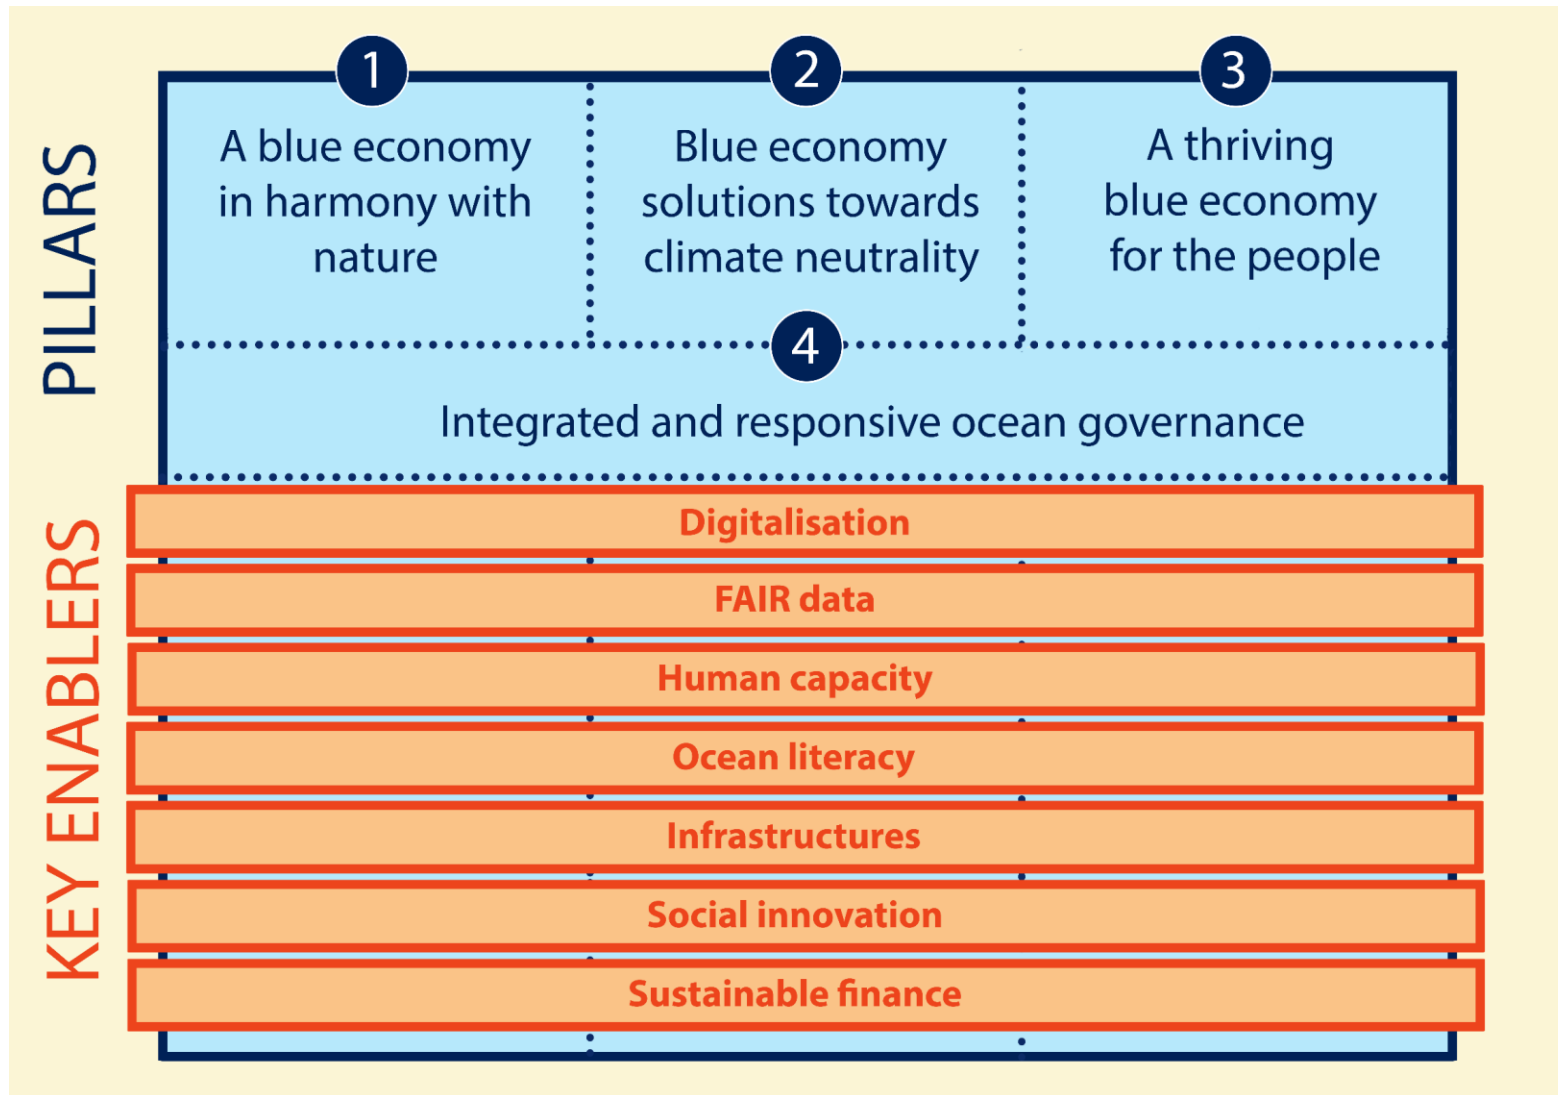 PILLARS
1
A blue economy
in harmony with
nature
2
Blue economy
solutions towards
climate neutrality
3
A thriving
blue economy
for the people
4
Integrated and responsive ocean governance
KEY ENABLERS
Digitalisation
FAIR data
Human capacity
Ocean literacy
Infrastructures
Social innovation
Sustainable finance